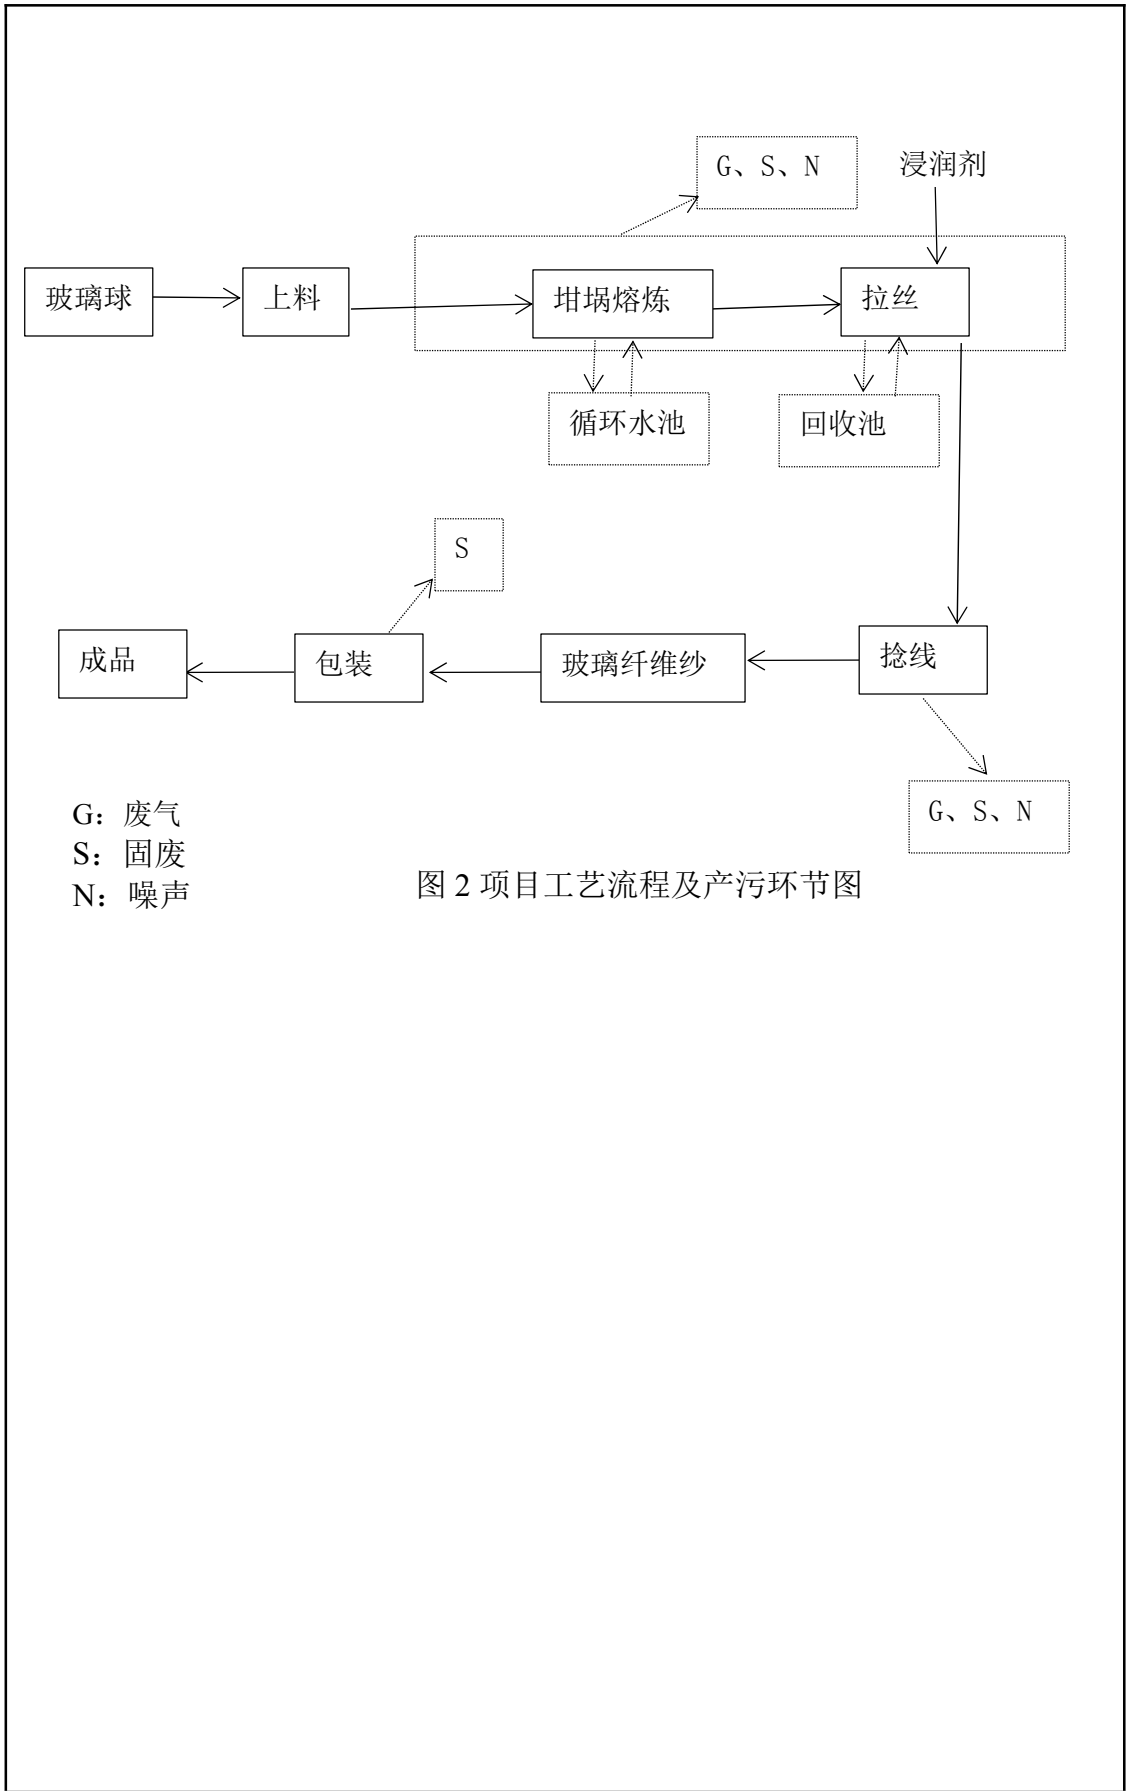 G、S、N
浸润剂
玻璃球
上料
坩埚熔炼
拉丝
循环水池
回收池
S
成品
包装
玻璃纤维纱
捻线
G、S、N
G：废气
S：固废
N：噪声
图 2 项目工艺流程及产污环节图